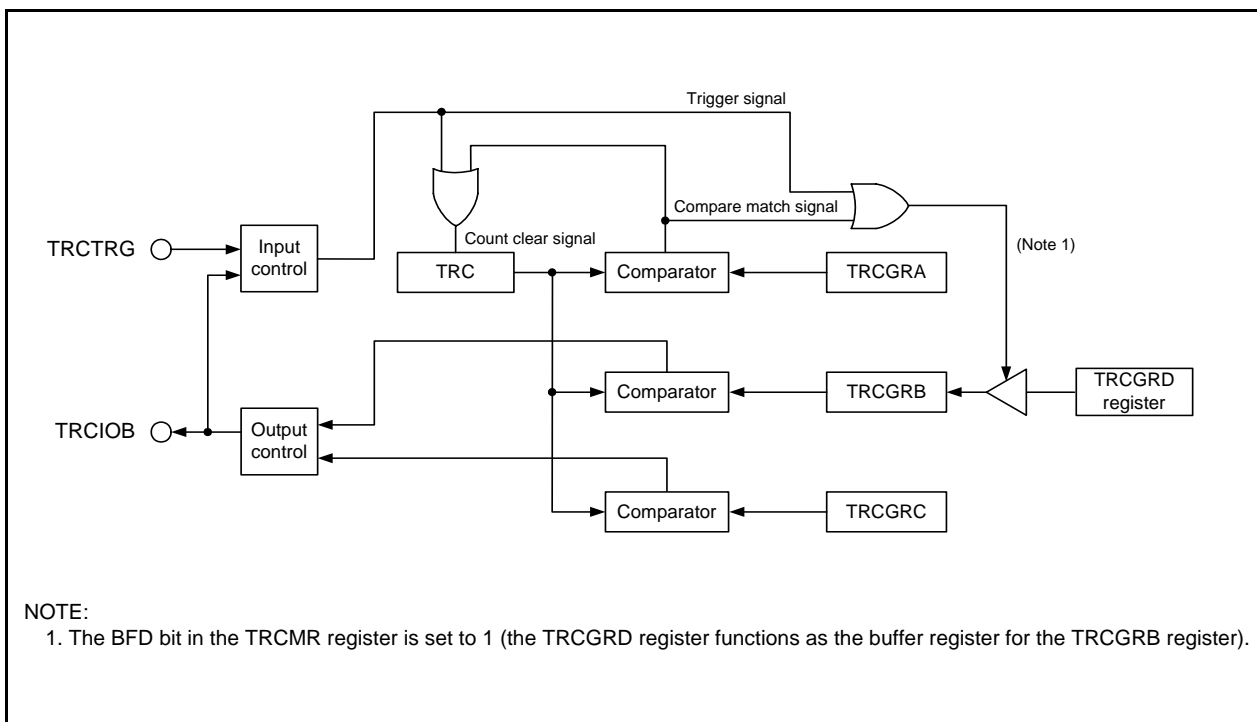 Trigger signal
Compare match signal
TRCTRG
Input
control
Count clear signal
TRC
Comparator
TRCGRA
(Note 1)
Comparator
TRCGRB
TRCGRD
register
TRCIOB
Output
control
Comparator
TRCGRC
NOTE:
1. The BFD bit in the TRCMR register is set to 1 (the TRCGRD register functions as the buffer register for the TRCGRB register).